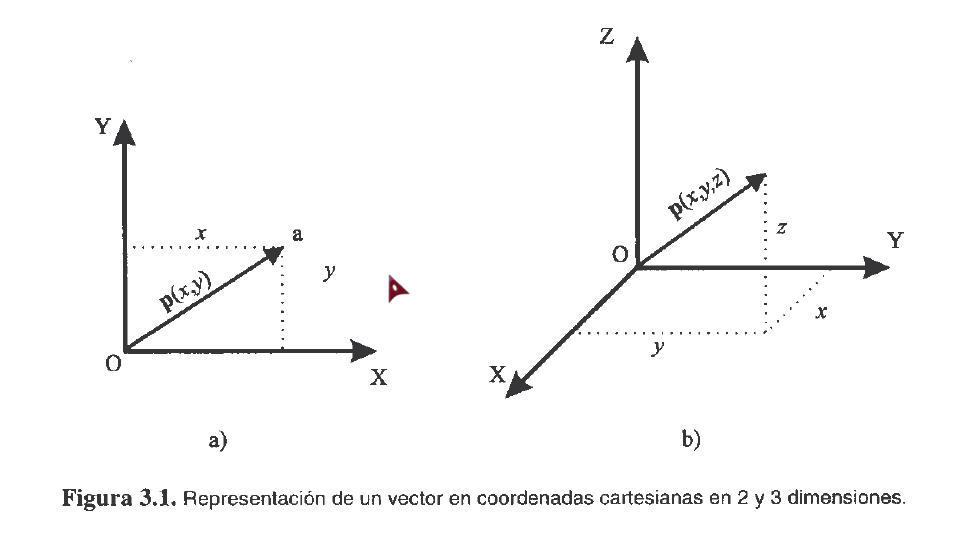 Y
x
a
p(x,y)
y
O
X
a)
Z
p(x,y,z)
z
O
Y
x
y
X
b)
Figura 3.1. Representación de un vector en coordenadas cartesianas en 2 y 3 dimensiones.